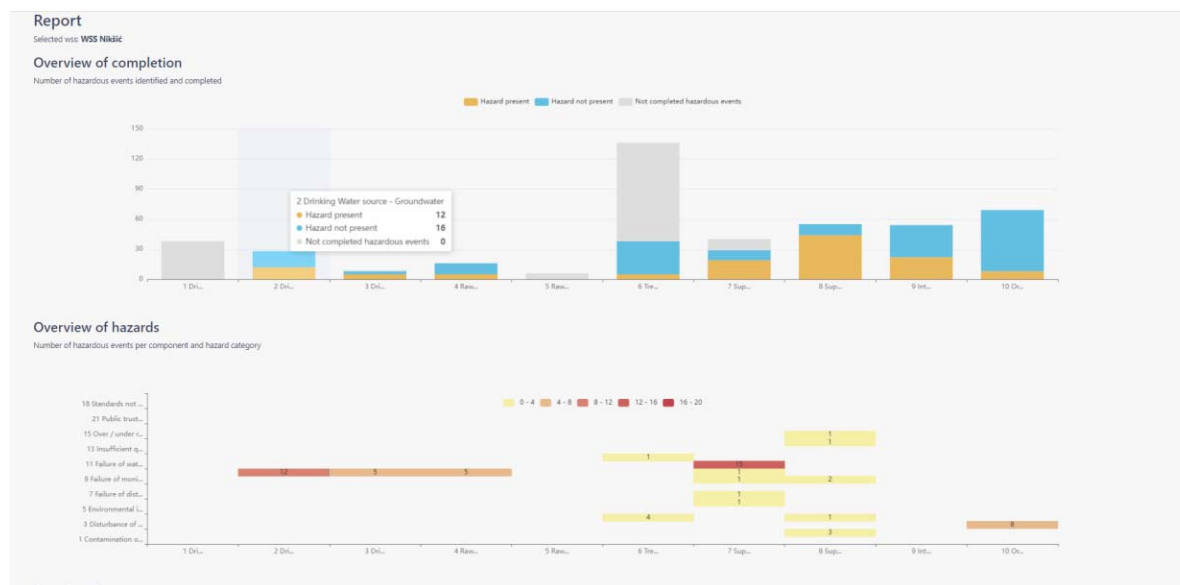 Report
Selected wss: WSS Nikšić
Overview of completion
Number of hazardous events identified and completed
Hazard present Hazard not present Not completed hazardous events
150
120
90
60
30
0
2 Drinking Water source - Groundwater
Hazard present 12
Hazard not present 16
Not completed hazardous events 0
1 Dri... 2 Dri... 3 Dri... 4 Raw... 5 Raw... 6 Tre... 7 Sup... 8 Sup... 9 Int... 10 Or...
Overview of hazards
Number of hazardous events per component and hazard category
0 - 4 4 - 8 8 - 12 12 - 16 16 - 20
18 Standards not ...
21 Public trust...
15 Over / under c...
1
1
13 Insufficient q...
1
11 Failure of wat...
12 5 5 1
9 Failure of moni...
1 2
7 Failure of dist...
1
1
5 Environmental i...
4 1
3 Disturbance of ...
8
1 Contamination o...
3
1 Dri... 2 Dri... 3 Dri... 4 Raw... 5 Raw... 6 Tre... 7 Sup... 8 Sup... 9 Int... 10 Or...